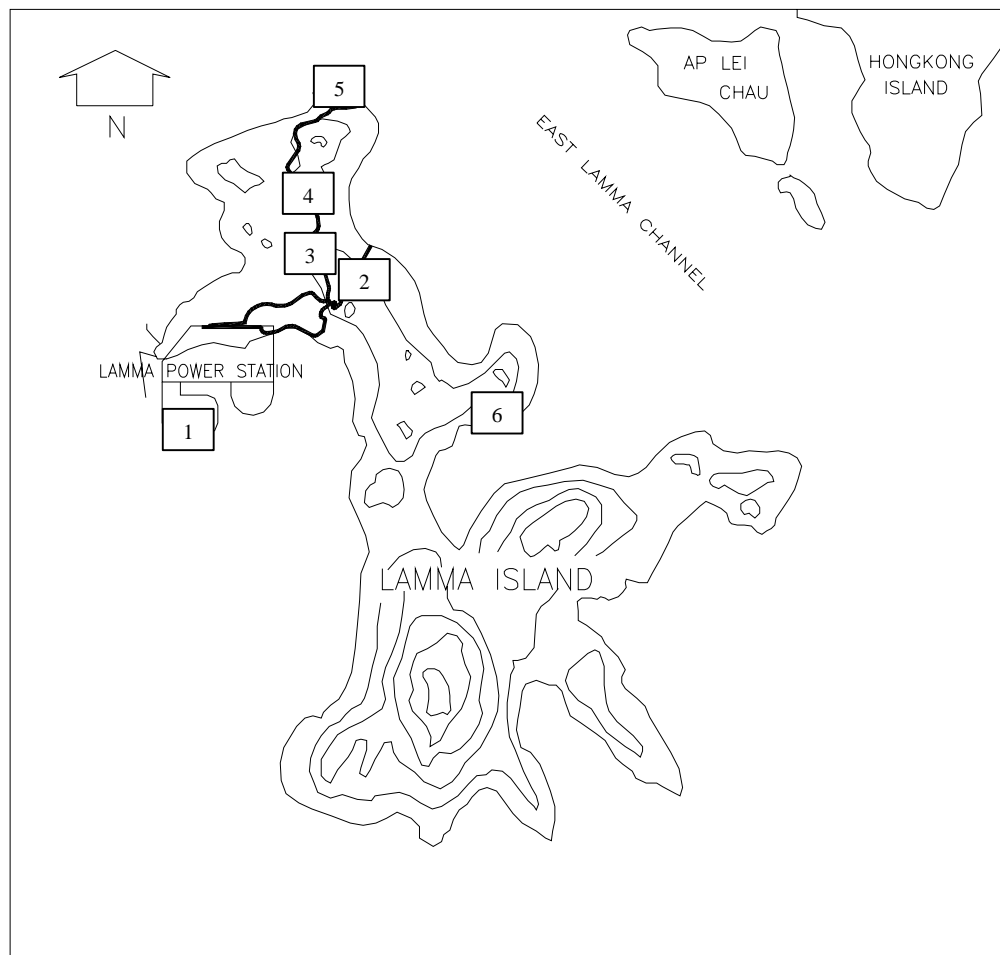 N
5
AP LEI
CHAU
HONGKONG
ISLAND
EAST LAMMA CHANNEL
4
3
2
LAMMA POWER STATION
1
6
LAMMA ISLAND